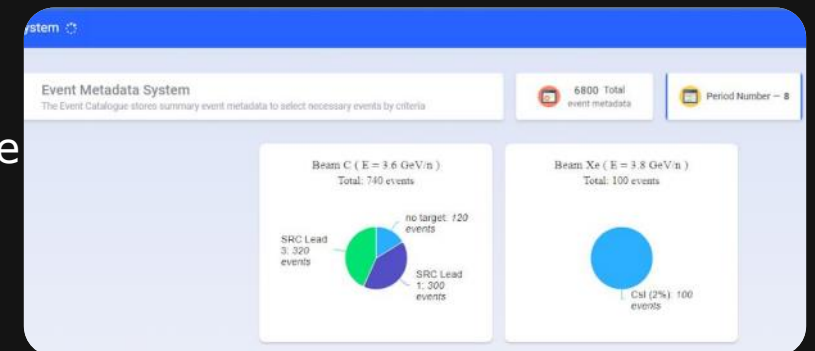 ystem
e
Event Metadata System
The Event Catalogue stores summary event metadata to select necessary events by criteria
6800 Total
event metadata
Period Number – 8
Beam C ( E = 3.6 GeV/n )
Total: 740 events
no target: 120
events
SRC Lead
3: 320
events
SRC Lead
1: 300
events
Beam Xe ( E = 3.8 GeV/n )
Total: 100 events
CsI (2%): 100
events